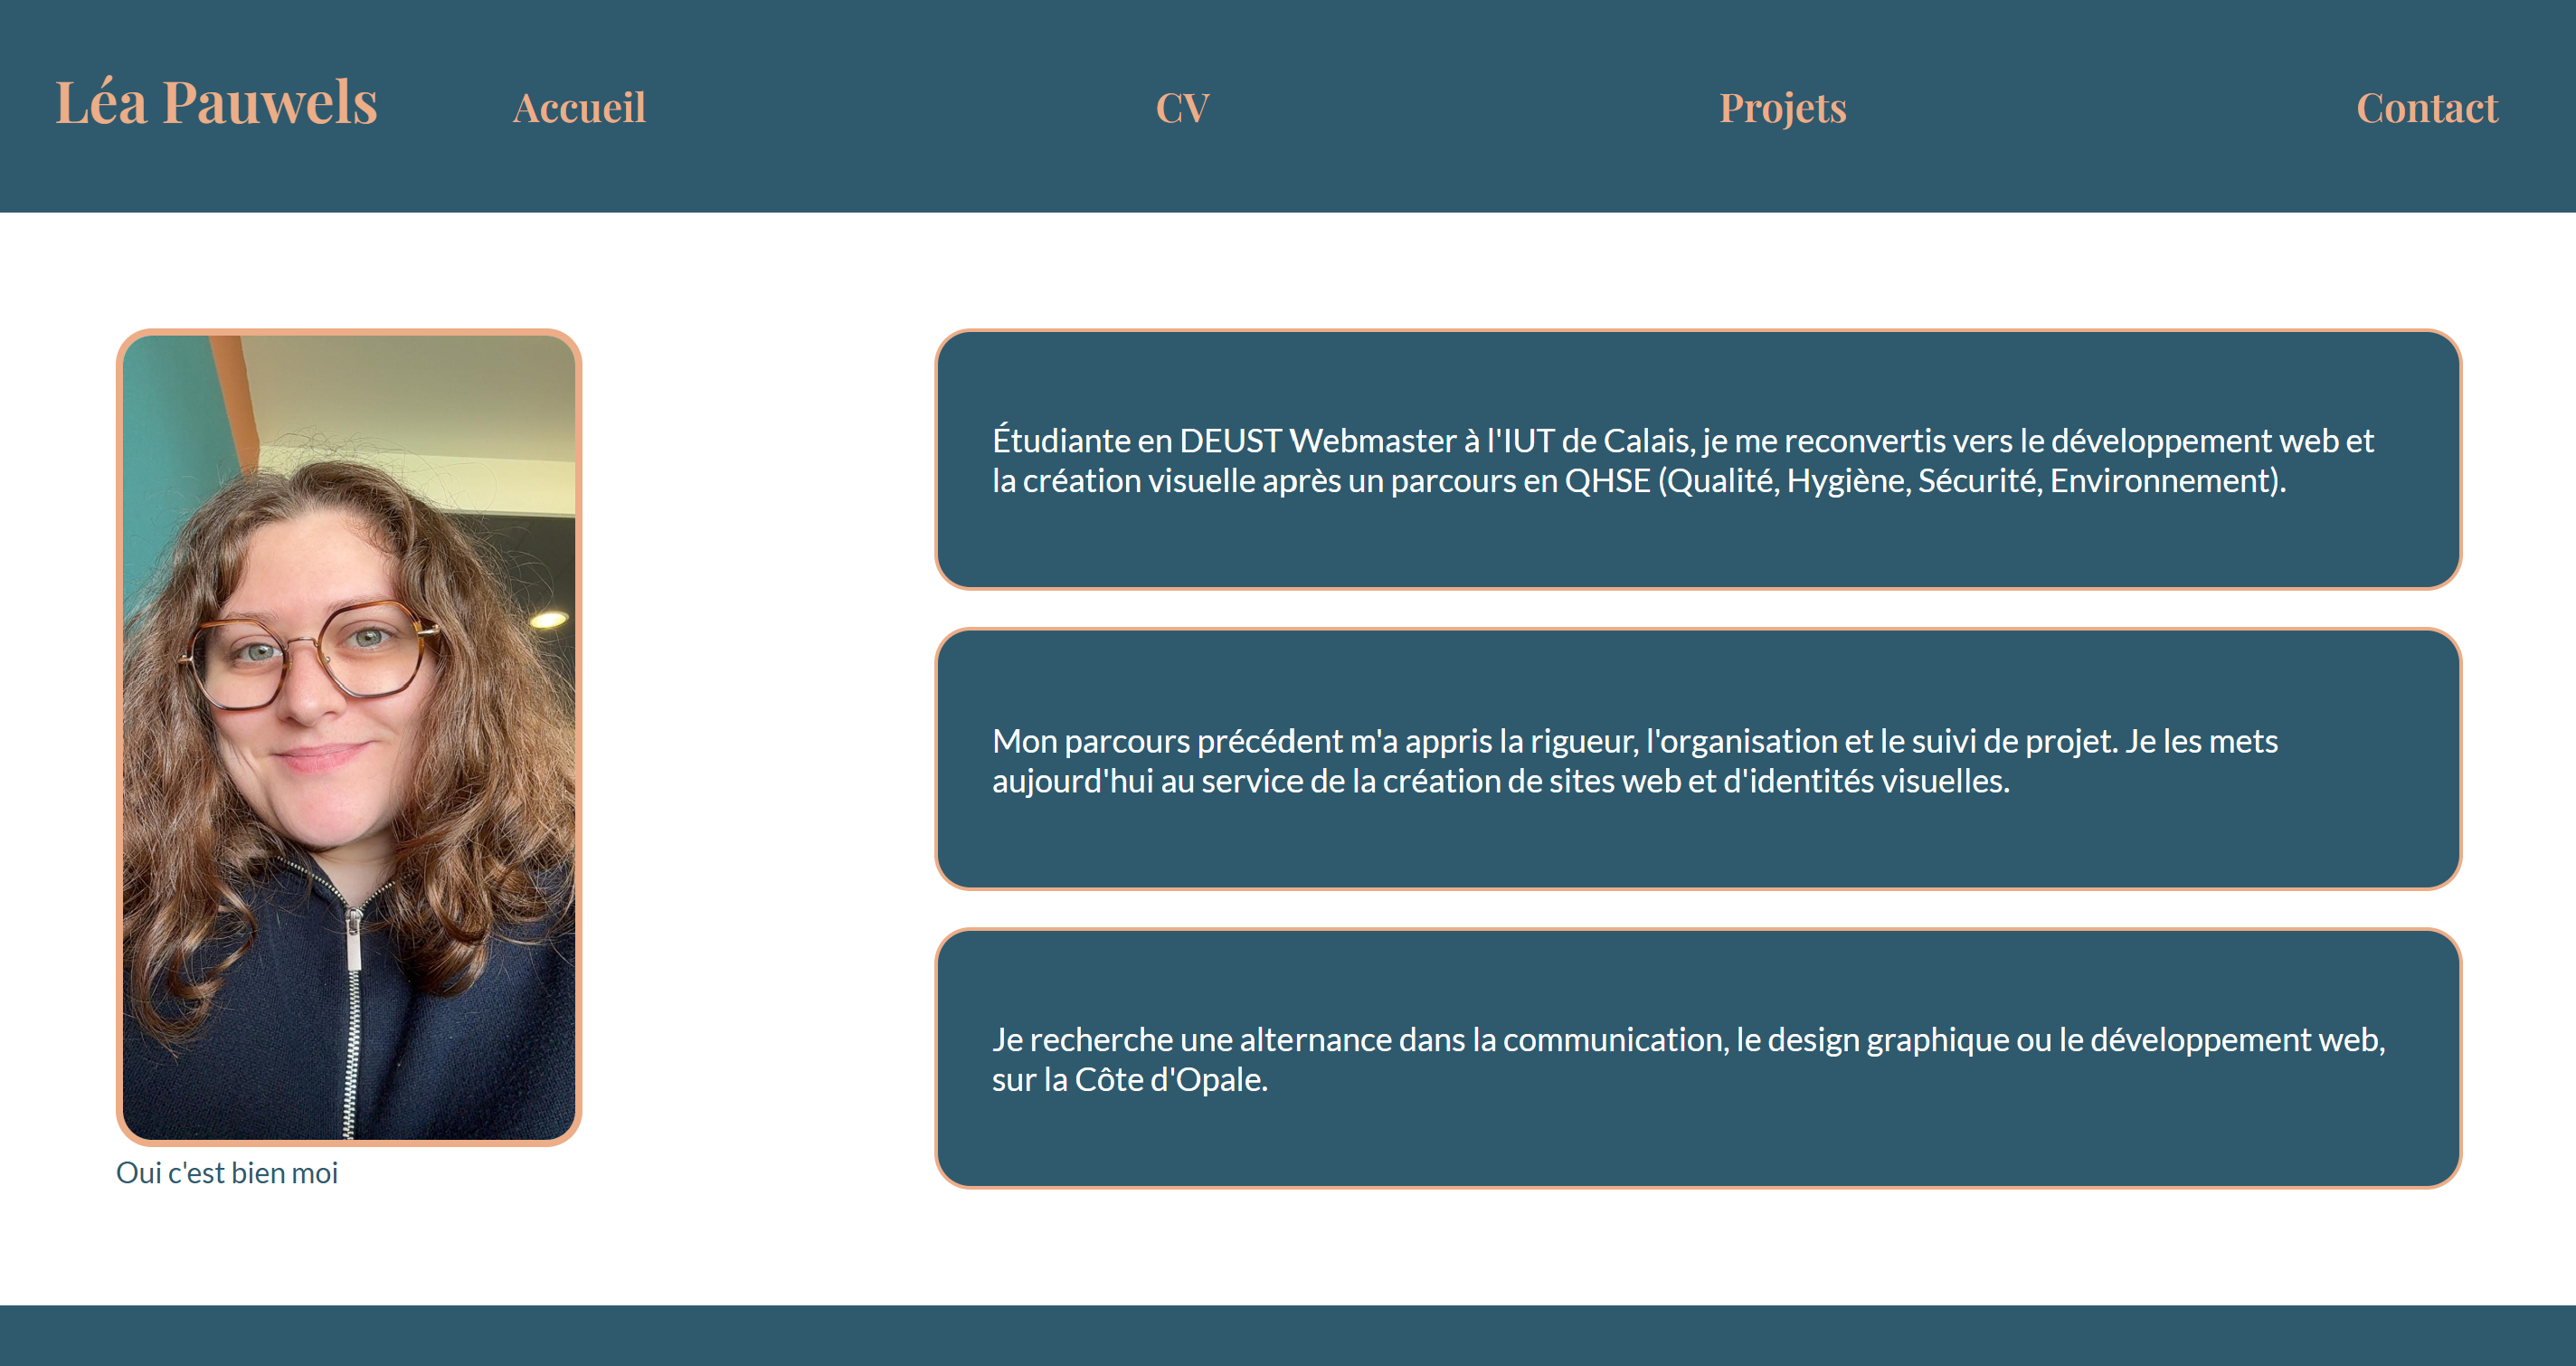 Léa Pauwels
Accueil
CV
Projets
Contact
Étudiante en DEUST Webmaster à l'IUT de Calais, je me reconvertis vers le développement web et
la création visuelle après un parcours en QHSE (Qualité, Hygiène, Sécurité, Environnement).
Mon parcours précédent m'a appris la rigueur, l'organisation et le suivi de projet. Je les mets
aujourd'hui au service de la création de sites web et d'identités visuelles.
Je recherche une alternance dans la communication, le design graphique ou le développement web,
sur la Côte d'Opale.
Oui c'est bien moi